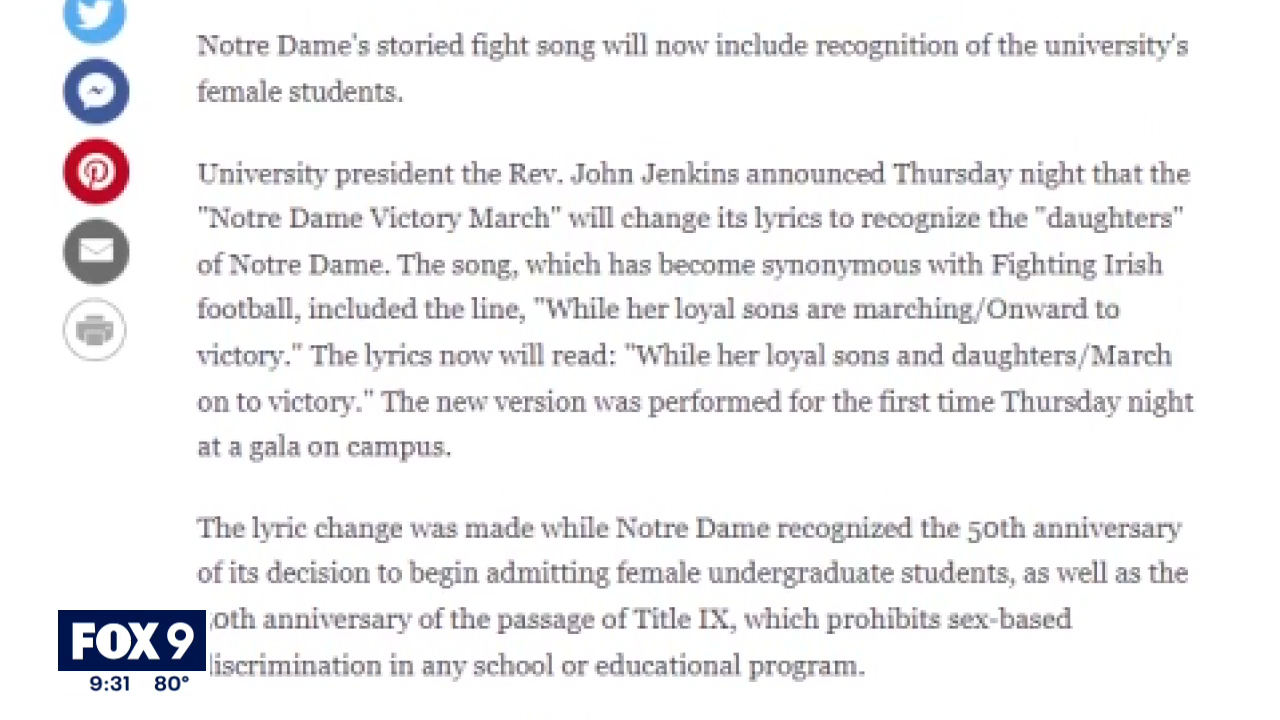 Notre Dame's storied fight song will now include recognition of the university's
female students.
University president the Rev. John Jenkins announced Thursday night that the
"Notre Dame Victory March" will change its lyrics to recognize the "daughters"
of Notre Dame. The song, which has become synonymous with Fighting Irish
football, included the line, "While her loyal sons are marching/Onward to
victory." The lyrics now will read: "While her loyal sons and daughters/March
on to victory." The new version was performed for the first time Thursday night
at a gala on campus.
The lyric change was made while Notre Dame recognized the 50th anniversary
of its decision to begin admitting female undergraduate students, as well as the
0th anniversary of the passage of Title IX, which prohibits sex-based
iscrimination in any school or educational program.
FOX 9
9:31 80°